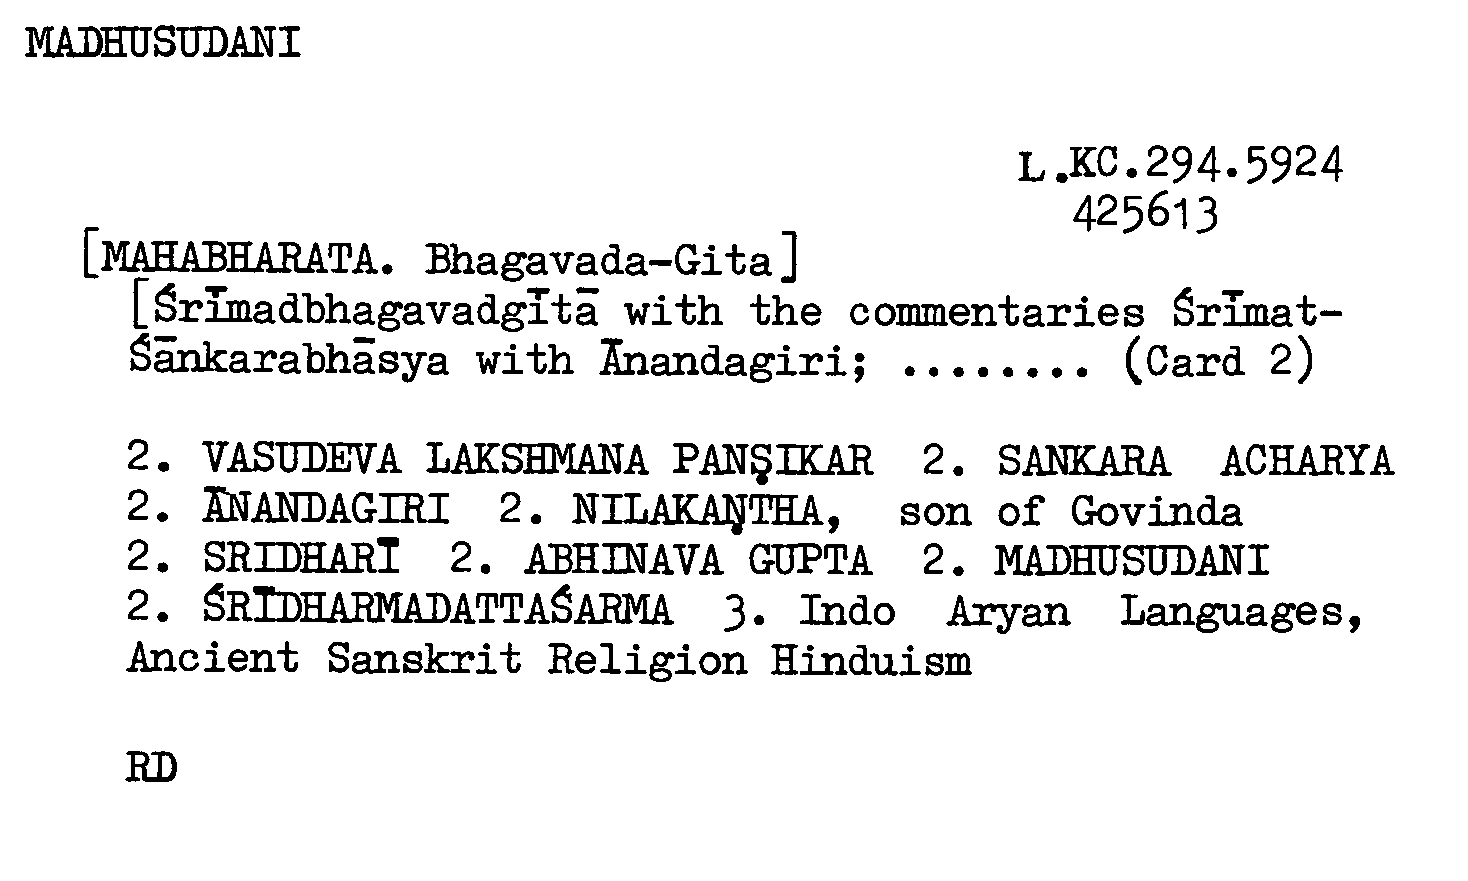 MADHUSUDANI
L.KC.294.5924
425613
[MAHABHARATA. Bhagavada-Gita]
[Śrīmadbhagavadgītā with the commentaries Śrīmat-
Śānkarabhāsya with Ānandagiri; ........ (Card 2)
2. VASUDEVA LAKSHMANA PANṢIKAR 2. SANKARA ACHARYA
2. ĀNANDAGIRI 2. NILAKAṆTHA, son of Govinda
2. SRIDHARĪ 2. ABHINAVA GUPTA 2. MADHUSUDANI
2. ŚRĪDHARMADATTAŚARMA 3. Indo Aryan Languages,
Ancient Sanskrit Religion Hinduism
RD